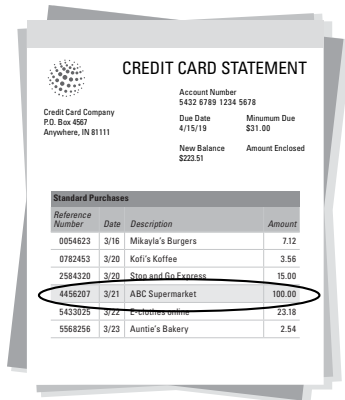 CREDIT CARD STATEMENT
Credit Card Company
P.O. Box 4567
Anywhere, IN 81111
Account Number
5432 6789 1234 5678
Due Date Minimum Due
4/15/19 $31.00
New Balance Amount Enclosed
$223.51
Standard Purchases
Reference Number Date Description Amount
0054623 3/16 Mikayla's Burgers 7.12
0782453 3/20 Kofi's Koffee 3.56
2584320 3/20 Stop and Go Express 15.00
4456207 3/21 ABC Supermarket 100.00
5433025 3/22 E-clothes online 23.18
5568256 3/23 Auntie's Bakery 2.54